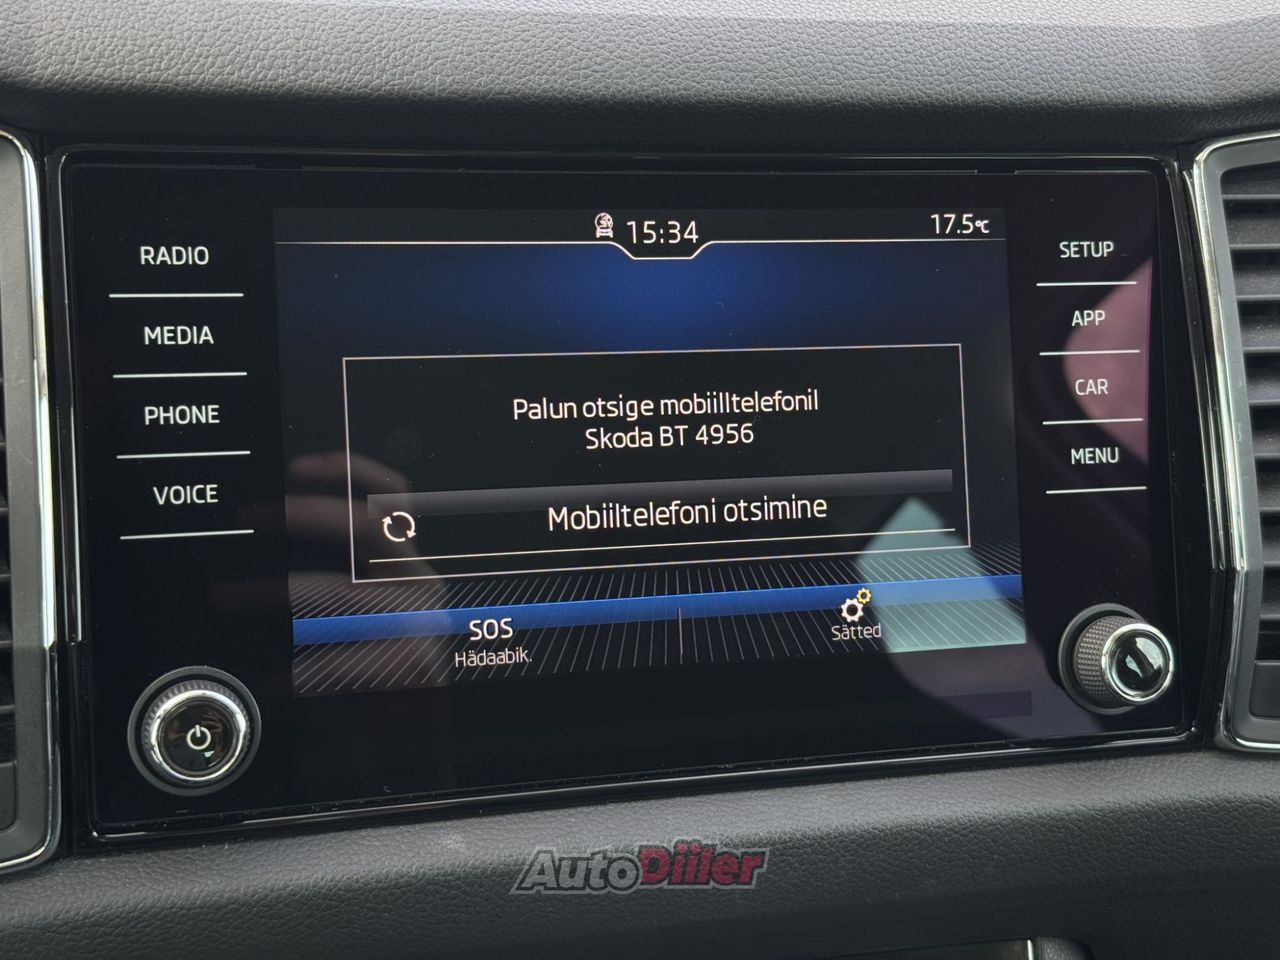 15:34
17.5°C
RADIO
MEDIA
PHONE
VOICE
SETUP
APP
CAR
MENU
Palun otsige mobiilltelefonil
Skoda BT 4956
Mobiiltelefoni otsimine
SOS
Hädaabik.
Sätted
AutoDiiler